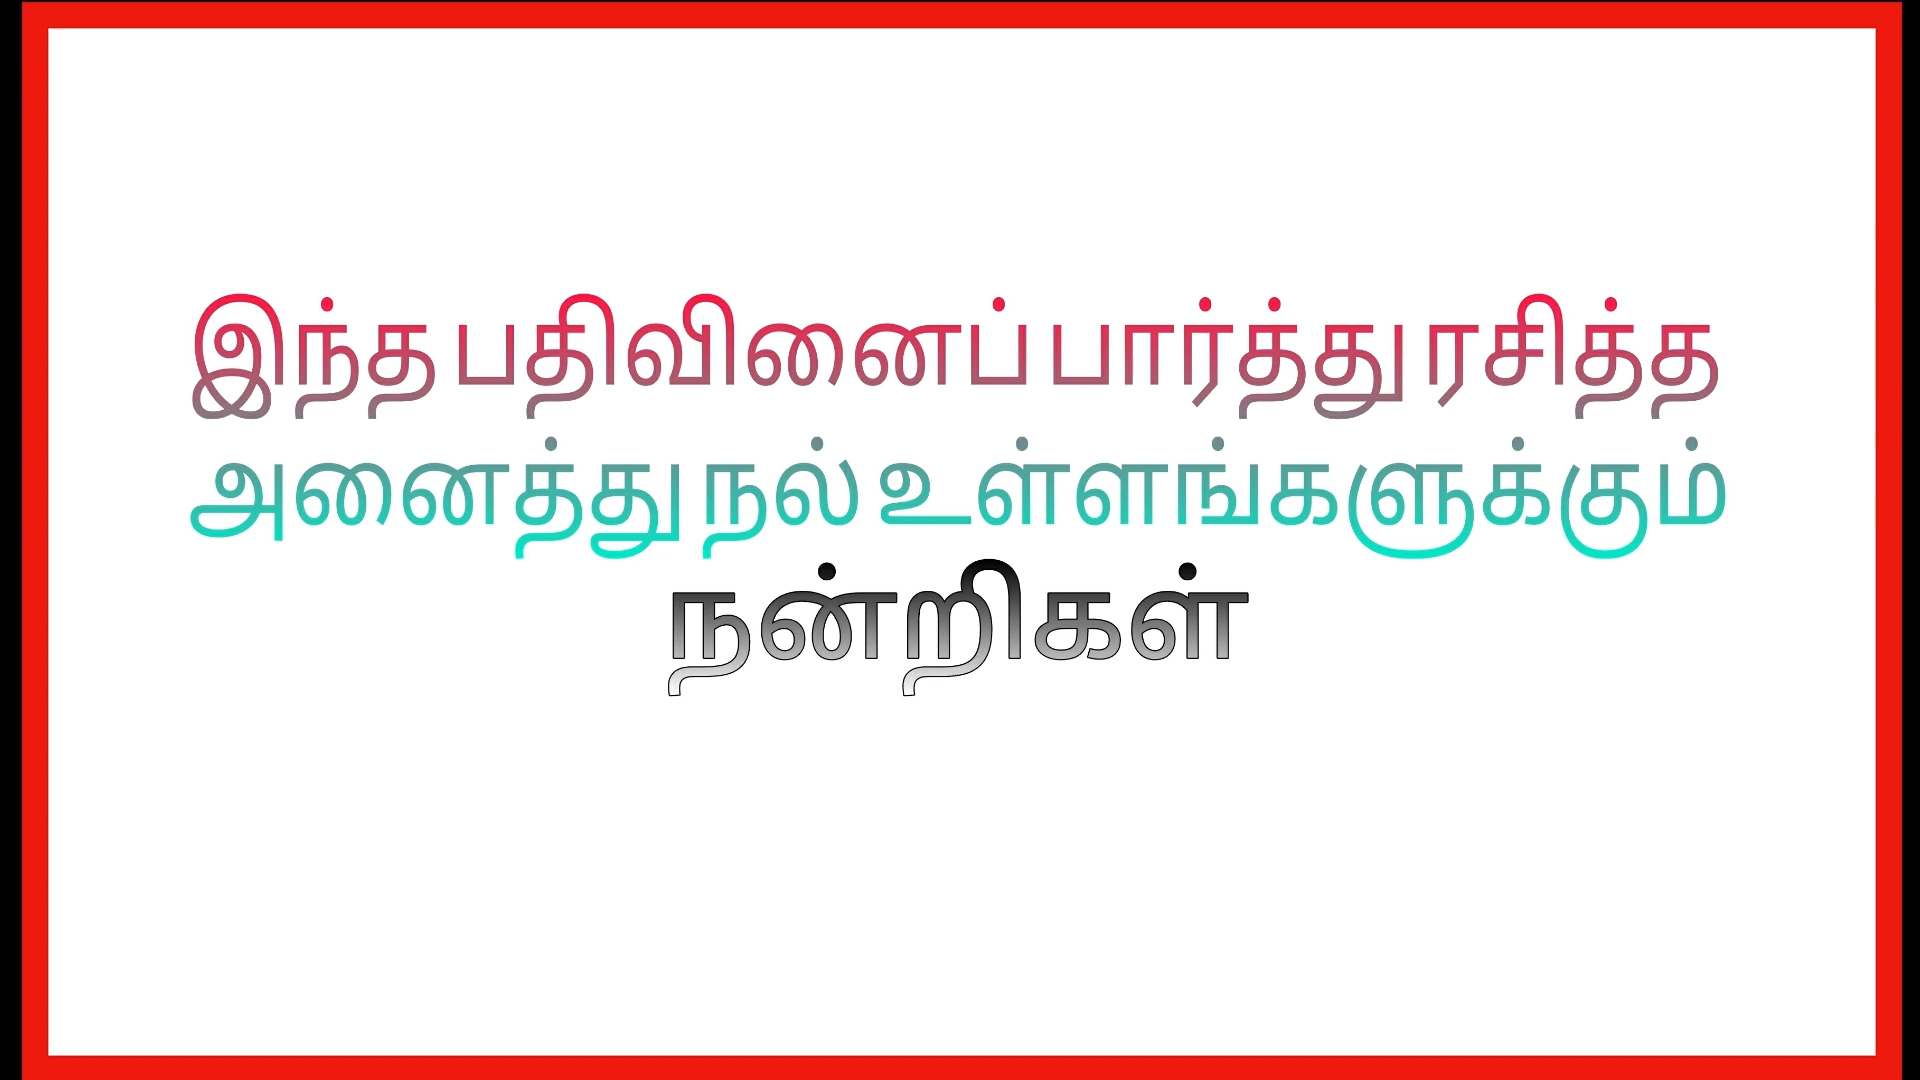 இந்த பதிவினைப் பார்த்து ரசித்த
அனைத்து நல் உள்ளங்களுக்கும்
நன்றிகள்